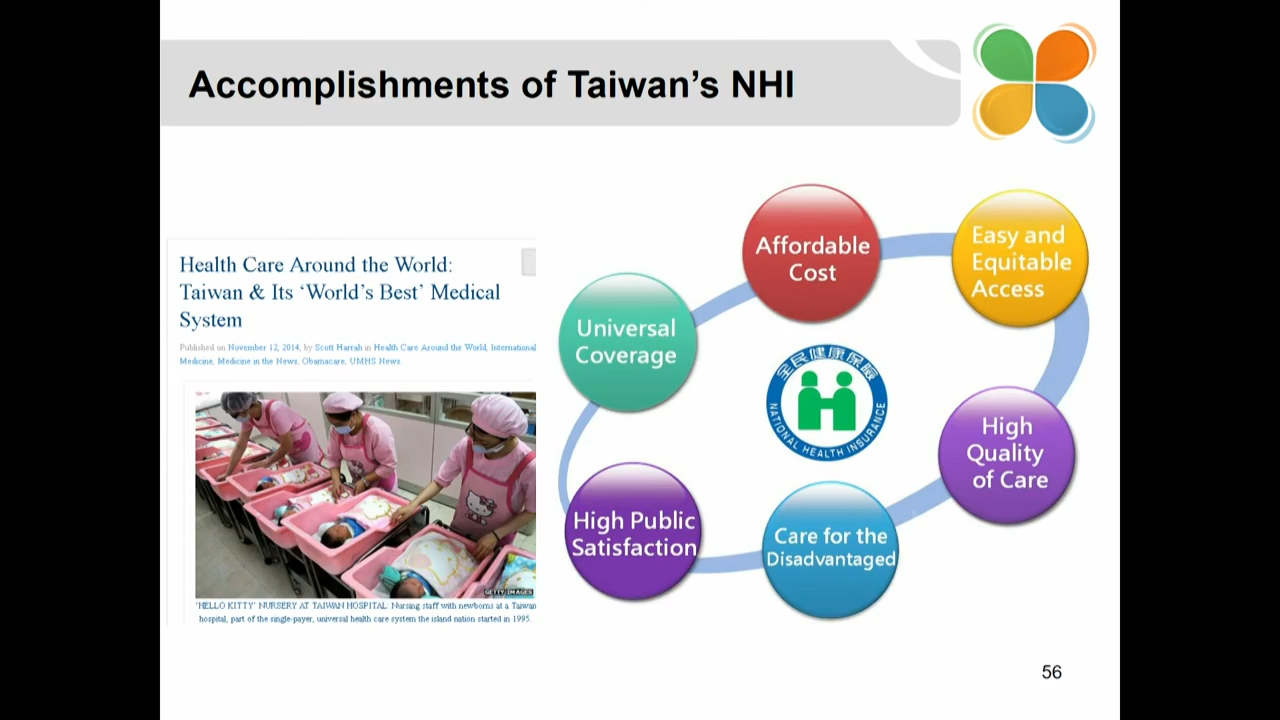 Accomplishments of Taiwan's NHI
Health Care Around the World:
Taiwan & Its 'World's Best' Medical
System
Published on November 12, 2014, by Scott Harrah in Health Care Around the World, International
Medicine, Medicine in the News, Obamacare, UMHS News.
GETTY IMAGES
'HELLO KITTY' NURSERY AT TAIWAN HOSPITAL: Nursing staff with newborns at a Taiwan
hospital, part of the single-payer, universal health care system the island nation started in 1995.
Universal
Coverage
Affordable
Cost
Easy and
Equitable
Access
High
Quality
of Care
Care for the
Disadvantaged
High Public
Satisfaction
全民健康保險
NATIONAL HEALTH INSURANCE
56